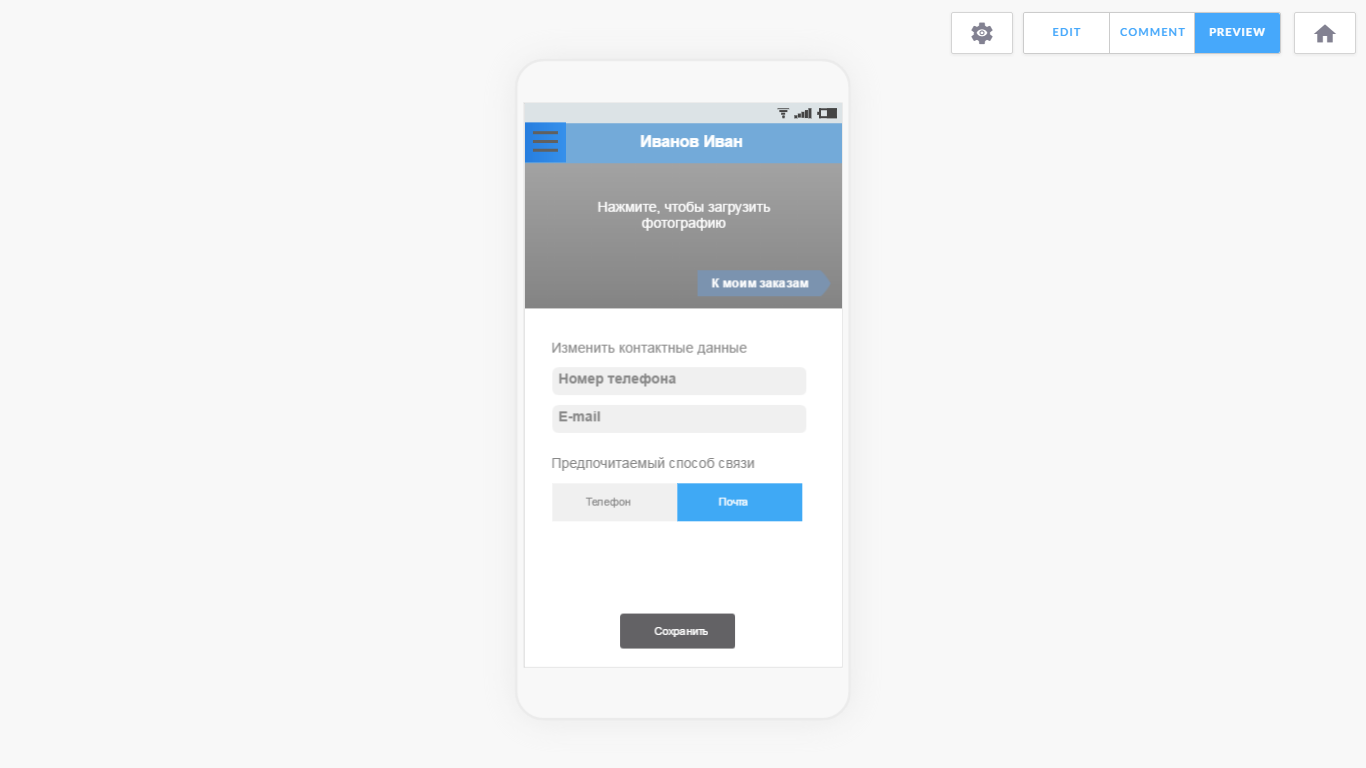 EDIT
COMMENT
PREVIEW
Иванов Иван
Нажмите, чтобы загрузить
фотографию
К моим заказам
Изменить контактные данные
Номер телефона
E-mail
Предпочитаемый способ связи
Телефон
Почта
Сохранить